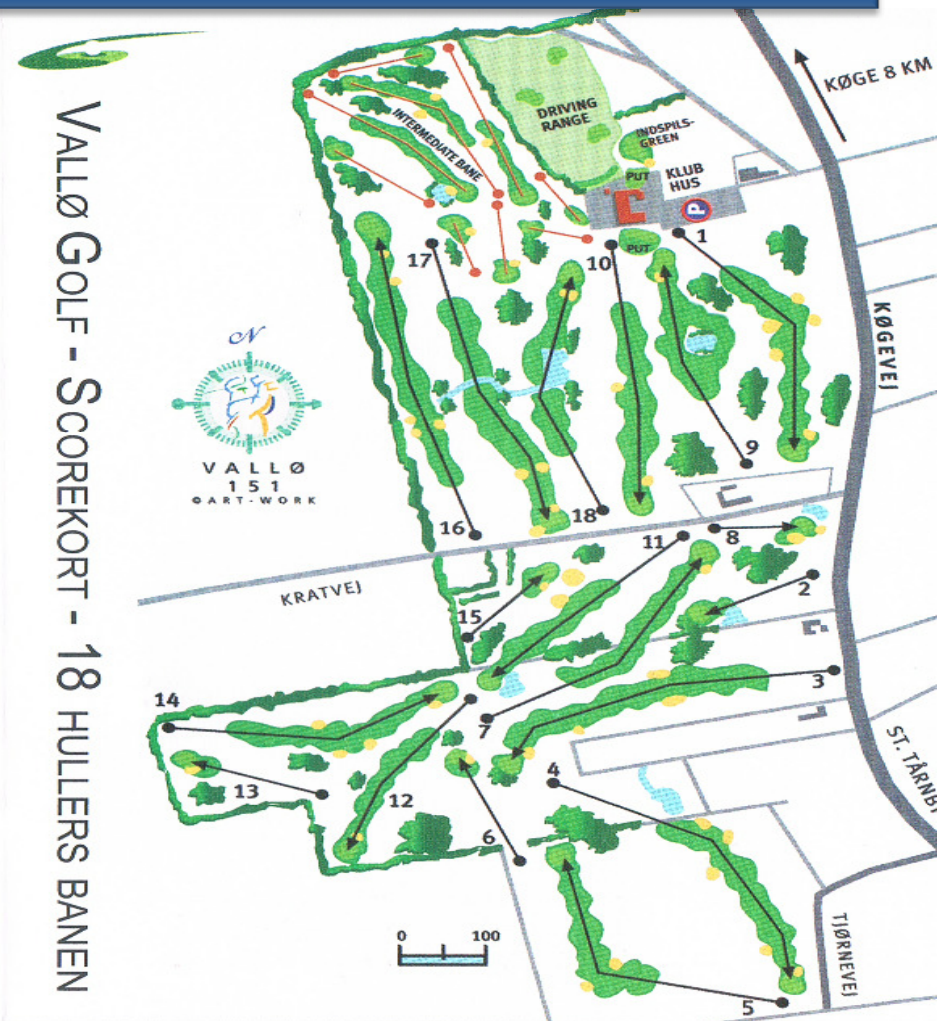 VALLØ GOLF - SCOREKORT - 18 HULLERS BANEN
KØGE 8 KM
DRIVING
RANGE
INDSPILS-
GREEN
INTERMEDIATE BANE
PUT
KLUB
HUS
P
1
17
10
PUT
KØGEVEJ
N
VALLØ
151
©ART-WORK
9
16
18
11
8
KRATVEJ
2
15
3
14
7
ST. TÅRNBY
4
13
12
6
0 100
TJØRNEVEJ
5